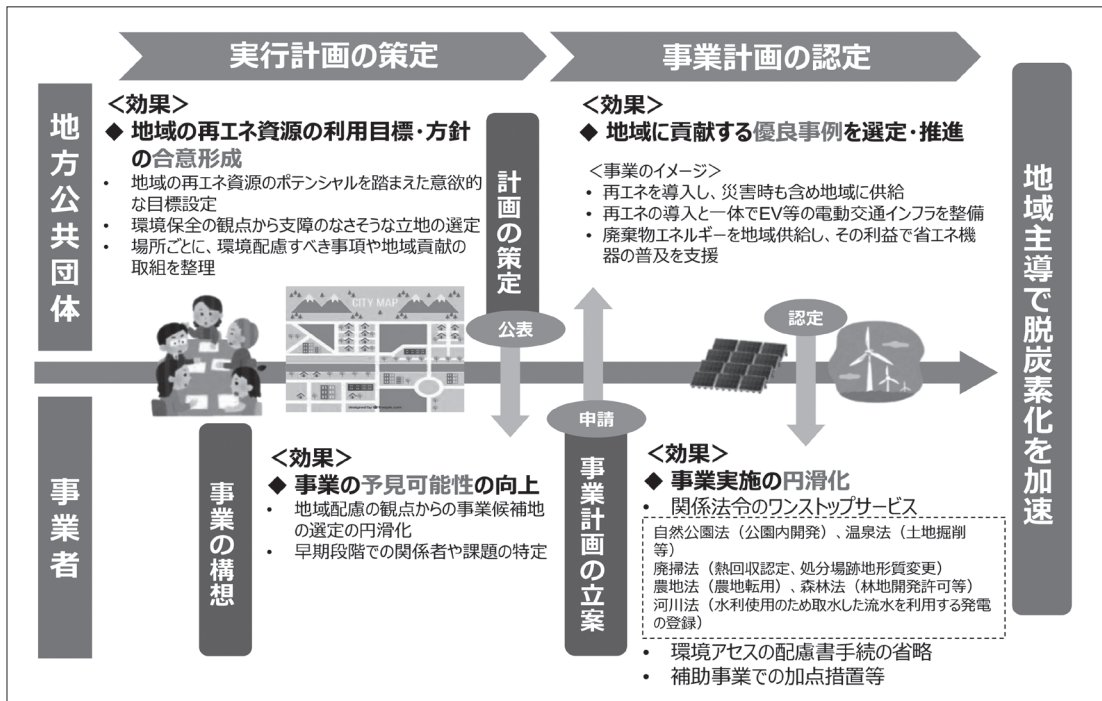 実行計画の策定
事業計画の認定
地方公共団体
<効果>
◆ 地域の再エネ資源の利用目標・方針
の合意形成
• 地域の再エネ資源のポテンシャルを踏まえた意欲的
な目標設定
• 環境保全の観点から支障のなさそうな立地の選定
• 場所ごとに、環境配慮すべき事項や地域貢献の
取組を整理
計画の策定
公表
<効果>
◆ 地域に貢献する優良事例を選定・推進
<事業のイメージ>
• 再エネを導入し、災害時も含め地域に供給
• 再エネの導入と一体でEV等の電動交通インフラを整備
• 廃棄物エネルギーを地域供給し、その利益で省エネ機
器の普及を支援
認定
CITY MAP
事業者
事業の構想
<効果>
◆ 事業の予見可能性の向上
• 地域配慮の観点からの事業候補地
の選定の円滑化
• 早期段階での関係者や課題の特定
申請
事業計画の立案
<効果>
◆ 事業実施の円滑化
• 関係法令のワンストップサービス
自然公園法（公園内開発）、温泉法（土地掘削
等）
廃掃法（熱回収認定、処分場跡地形質変更）
農地法（農地転用）、森林法（林地開発許可等）
河川法（水利使用のため取水した流水を利用する発電
の登録）
• 環境アセスの配慮書手続の省略
• 補助事業での加点措置等
地域主導で脱炭素化を加速